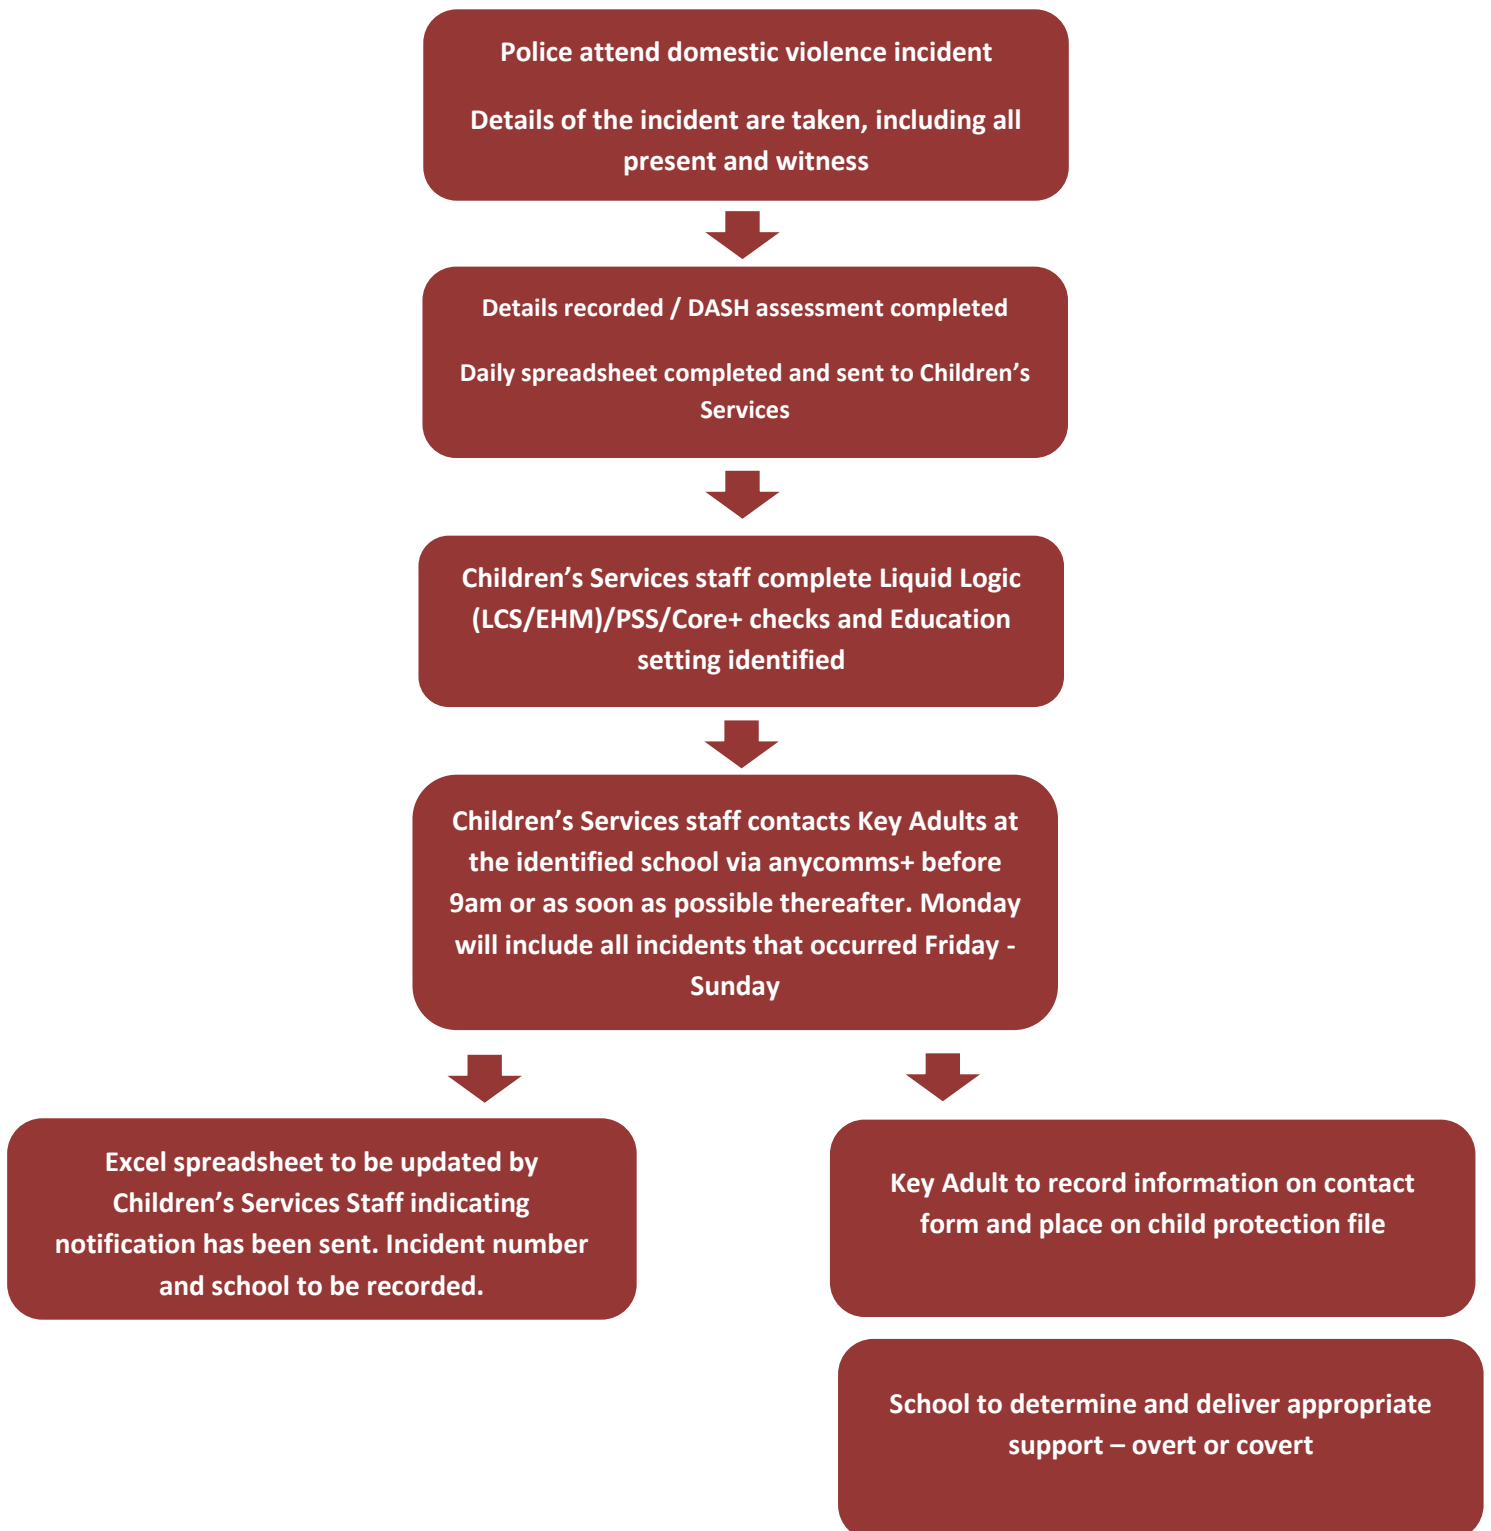 Police attend domestic violence incident
Details of the incident are taken, including all
present and witness
Details recorded / DASH assessment completed
Daily spreadsheet completed and sent to Children’s
Services
Children’s Services staff complete Liquid Logic
(LCS/EHM)/PSS/Core+ checks and Education
setting identified
Children’s Services staff contacts Key Adults at
the identified school via anycomms+ before
9am or as soon as possible thereafter. Monday
will include all incidents that occurred Friday -
Sunday
Excel spreadsheet to be updated by
Children’s Services Staff indicating
notification has been sent. Incident number
and school to be recorded.
Key Adult to record information on contact
form and place on child protection file
School to determine and deliver appropriate
support – overt or covert